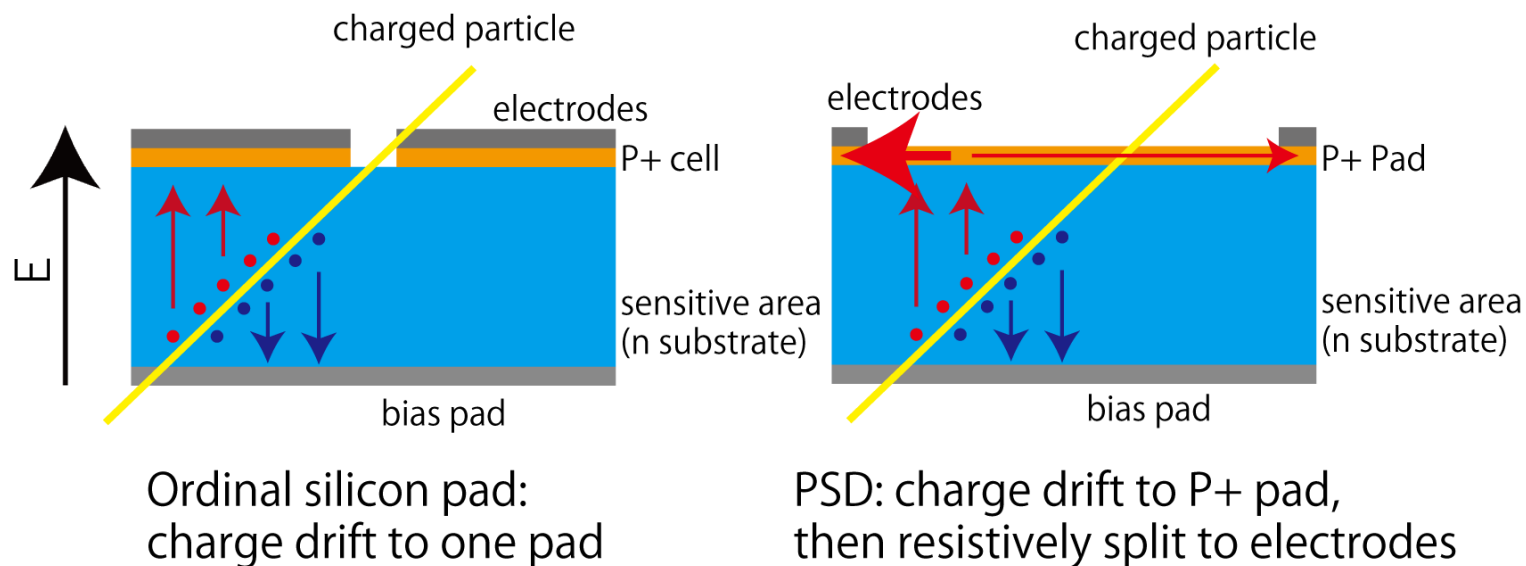 charged particle
electrodes
P+ cell
E
sensitive area
(n substrate)
bias pad
Ordinal silicon pad:
charge drift to one pad
charged particle
electrodes
P+ Pad
sensitive area
(n substrate)
bias pad
PSD: charge drift to P+ pad,
then resistively split to electrodes